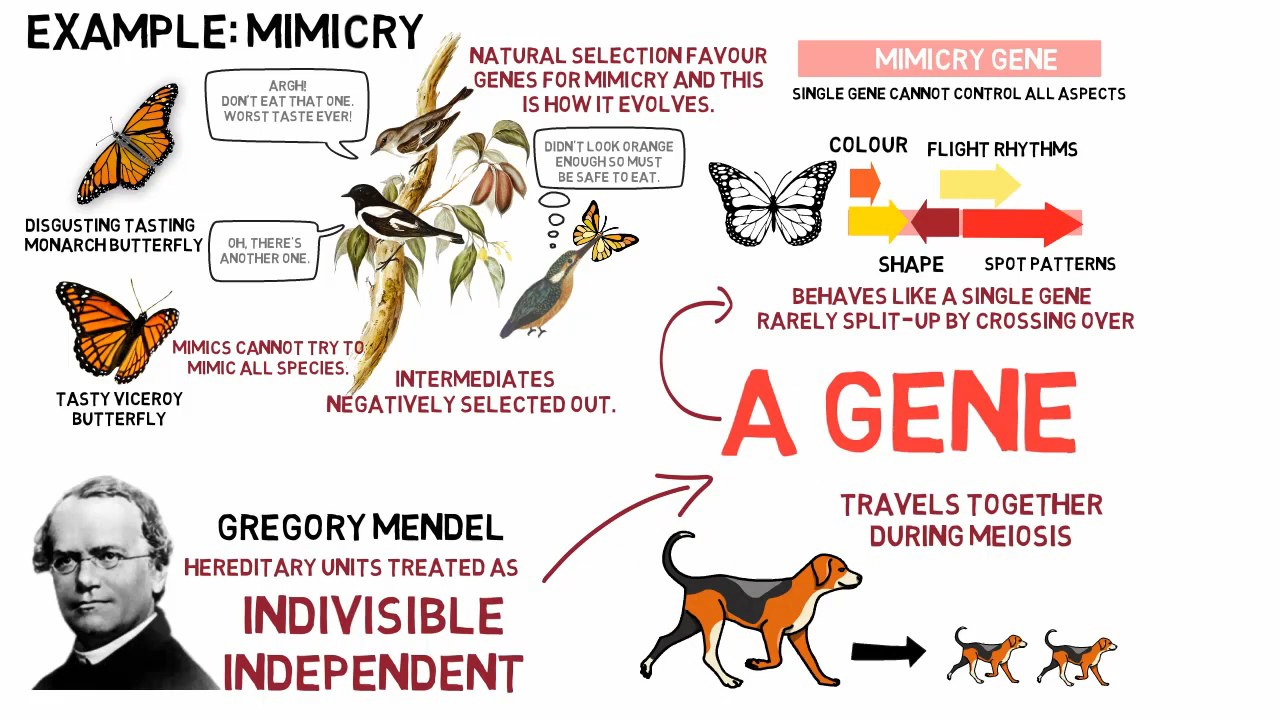 EXAMPLE: MIMICRY
ARGH!
DON'T EAT THAT ONE.
WORST TASTE EVER!
NATURAL SELECTION FAVOUR
GENES FOR MIMICRY AND THIS
IS HOW IT EVOLVES.
DIDN'T LOOK ORANGE
ENOUGH SO MUST
BE SAFE TO EAT.
DISGUSTING TASTING
MONARCH BUTTERFLY
OH, THERE'S
ANOTHER ONE.
MIMICS CANNOT TRY TO
MIMIC ALL SPECIES.
TASTY VICEROY
BUTTERFLY
INTERMEDIATES
NEGATIVELY SELECTED OUT.
MIMICRY GENE
SINGLE GENE CANNOT CONTROL ALL ASPECTS
COLOUR
FLIGHT RHYTHMS
SHAPE
SPOT PATTERNS
BEHAVES LIKE A SINGLE GENE
RARELY SPLIT-UP BY CROSSING OVER
A GENE
GREGORY MENDEL
HEREDITARY UNITS TREATED AS
INDIVISIBLE
INDEPENDENT
TRAVELS TOGETHER
DURING MEIOSIS